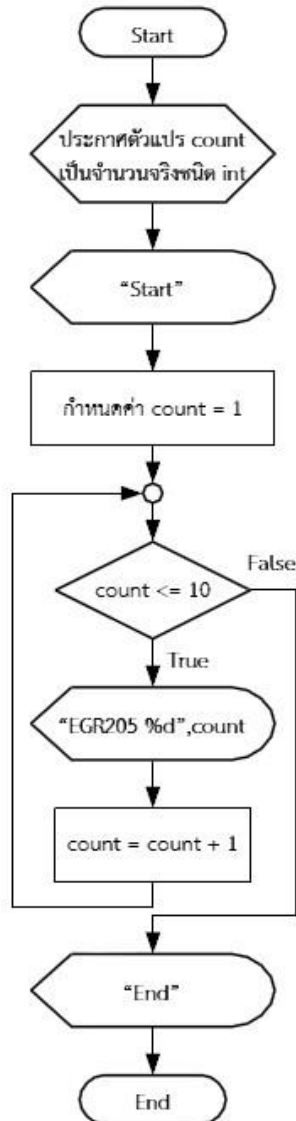 Start
ประกาศตัวแปร count
เป็นจำนวนจริงชนิด int
“Start”
กำหนดค่า count = 1
count <= 10
False
True
“EGR205 %d”,count
count = count + 1
“End”
End